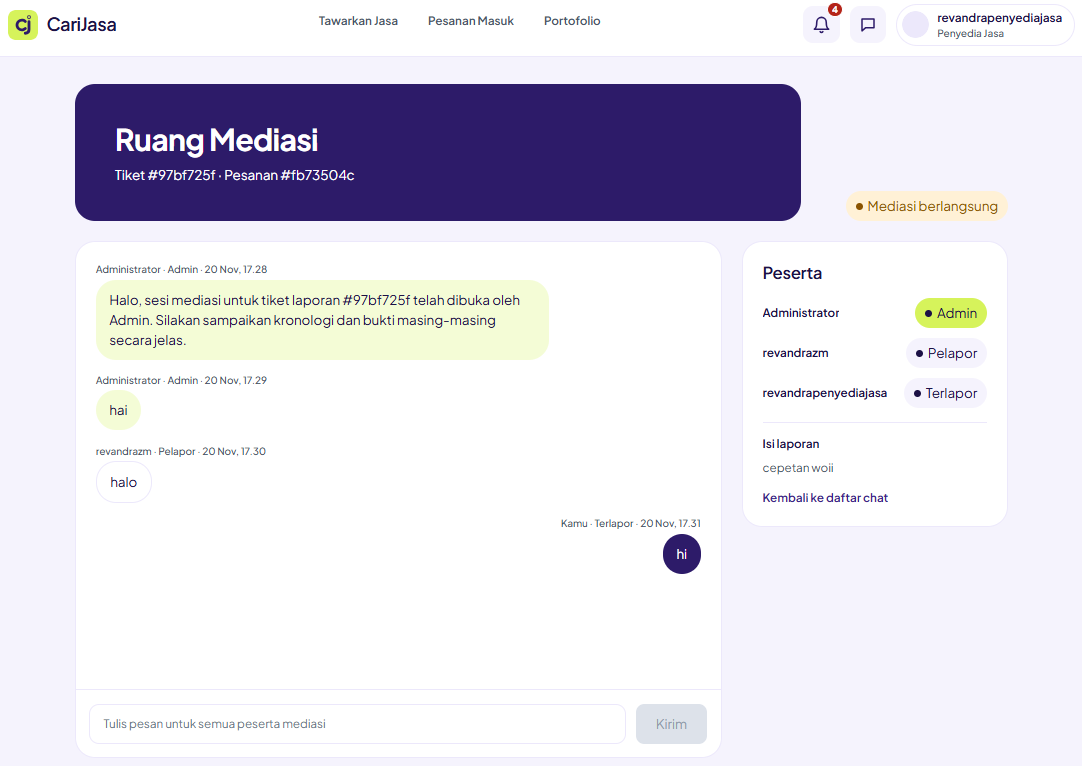 cj CariJasa
Tawarkan Jasa
Pesanan Masuk
Portofolio
4
revandrapenyediajasa
Penyedia Jasa
Ruang Mediasi
Tiket #97bf725f · Pesanan #fb73504c
Mediasi berlangsung
Administrator · Admin · 20 Nov, 17.28
Halo, sesi mediasi untuk tiket laporan #97bf725f telah dibuka oleh
Admin. Silakan sampaikan kronologi dan bukti masing-masing
secara jelas.
Administrator · Admin · 20 Nov, 17.29
hai
revandrazm · Pelapor · 20 Nov, 17.30
halo
Kamu · Terlapor · 20 Nov, 17.31
hi
Tulis pesan untuk semua peserta mediasi
Kirim
Peserta
Administrator
Admin
revandrazm
Pelapor
revandrapenyediajasa
Terlapor
Isi laporan
cepetan woii
Kembali ke daftar chat